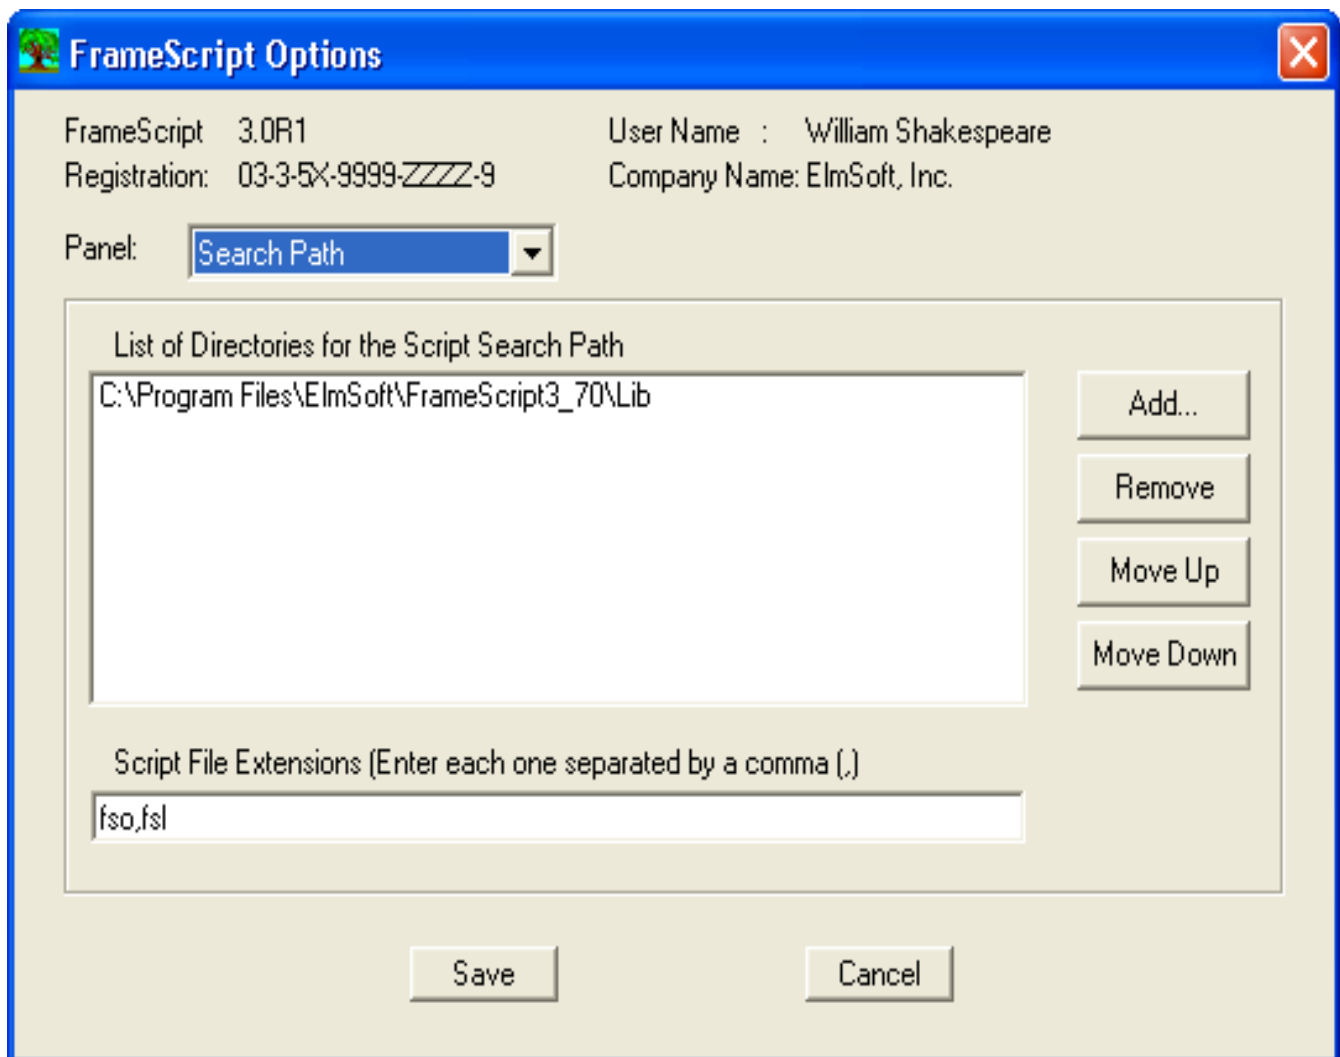 FrameScript Options
FrameScript 3.0R1 User Name : William Shakespeare
Registration: 03-3-5X-9999-ZZZZ-9 Company Name: ElmSoft, Inc.
Panel: Search Path
List of Directories for the Script Search Path
C:\Program Files\ElmSoft\FrameScript3_70\Lib
Add...
Remove
Move Up
Move Down
Script File Extensions (Enter each one separated by a comma (,)
fso,fsl
Save Cancel